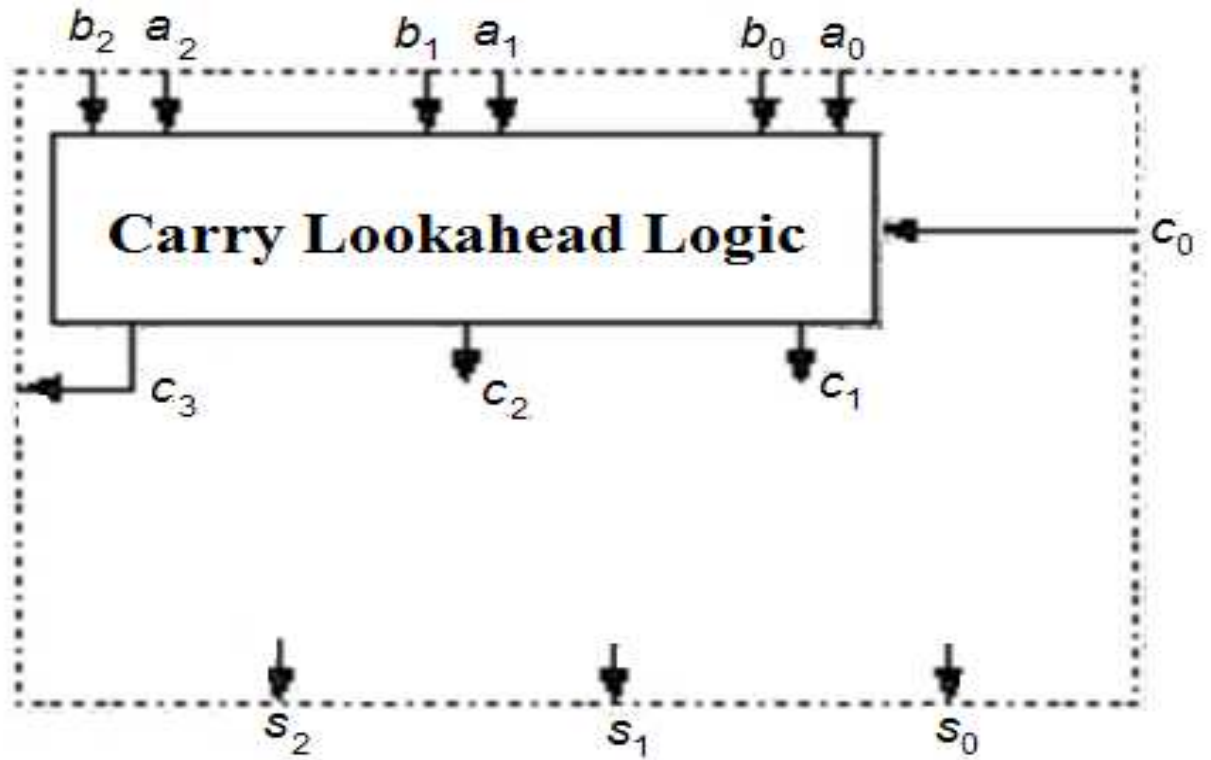 b₂ a₂ b₁ a₁ b₀ a₀
Carry Lookahead Logic
c₀
c₃ c₂ c₁
s₂ s₁ s₀